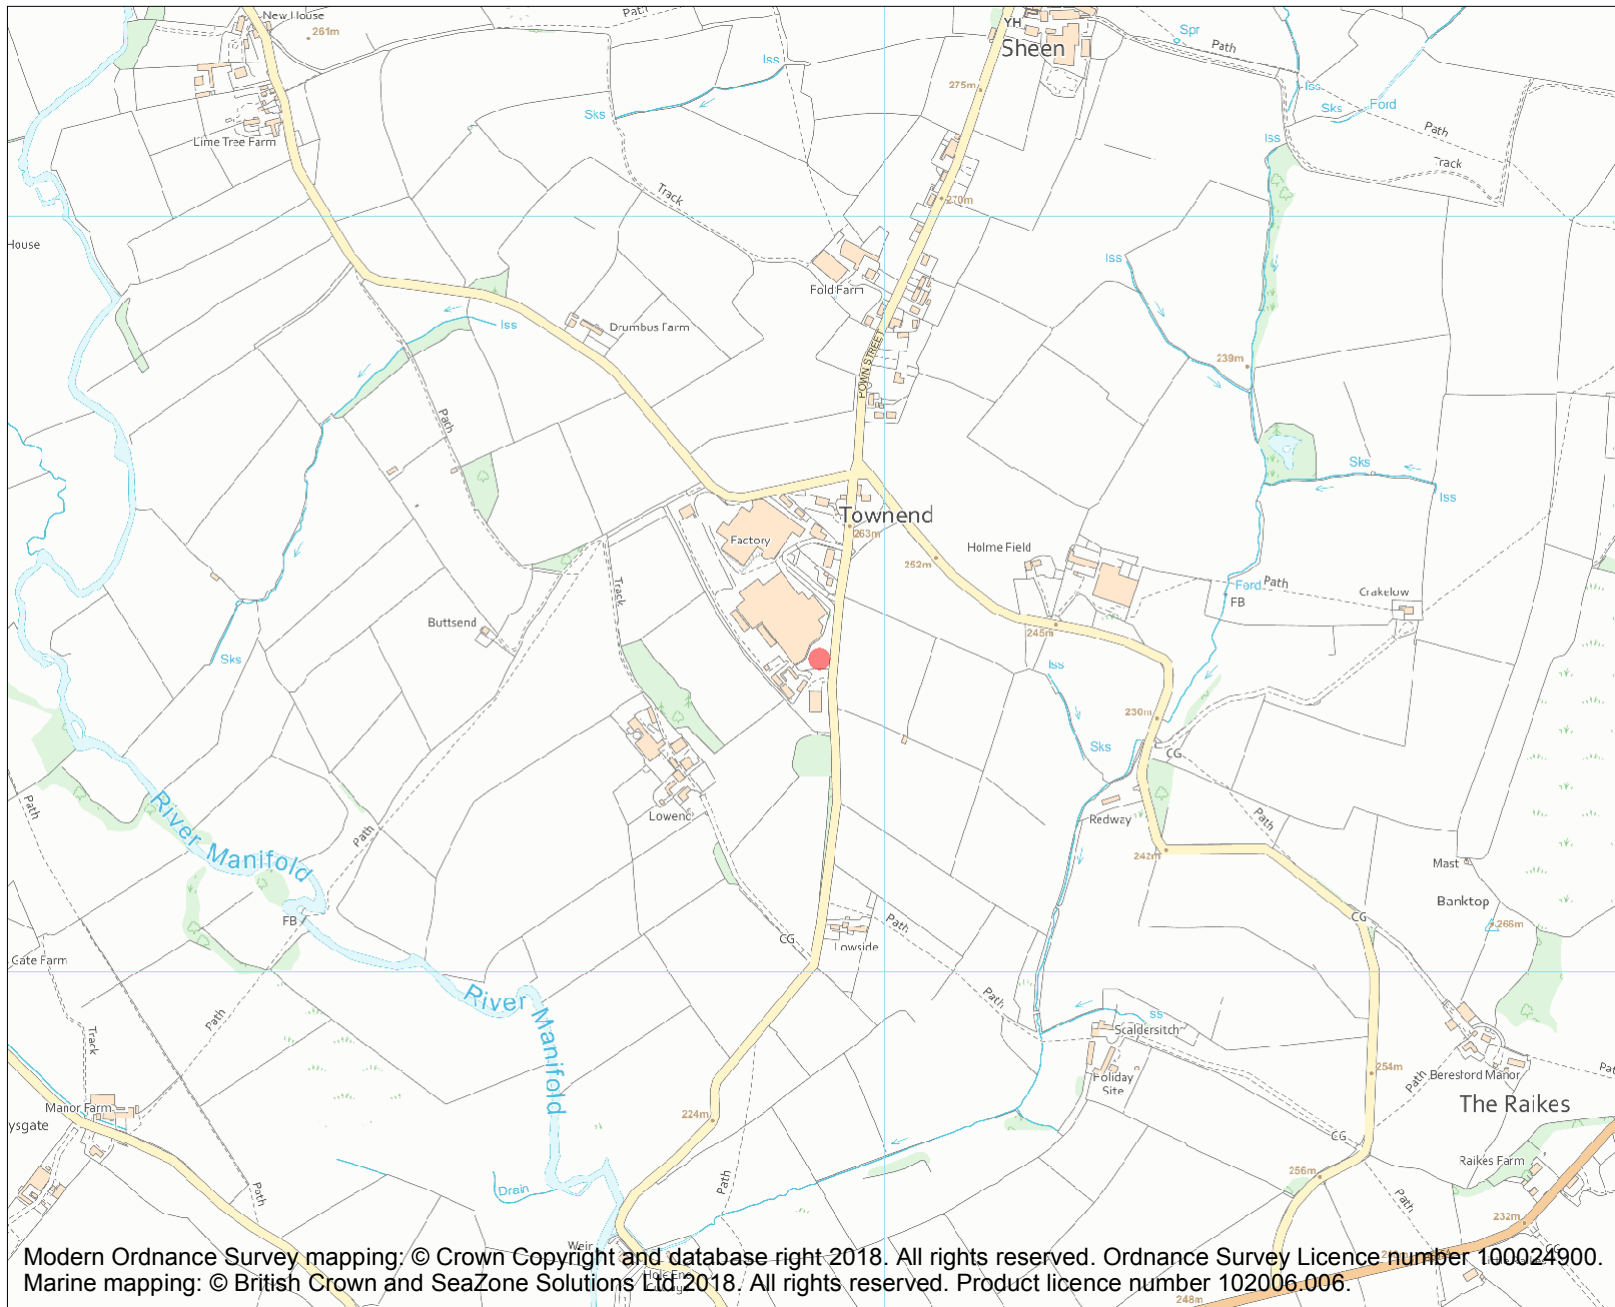 New House
261m
Path
YH
Sheen
Spr
Path
Iss
275m
Iss
Sks
Ford
Sks
Iss
Path
Lime Tree Farm
Track
Track
270m
House
Iss
Fold Farm
Iss
Drumbus Farm
239m
Path
Sks
Iss
Townend
263m
Factory
Holme Field
252m
Ford
Path
FB
Crakelow
Track
Buttsend
245m
Sks
Iss
230m
Sks
CG
Path
River Manifold
Path
Lowend
Redway
Path
242m
Mast
Banktop
FB
CG
266m
Path
CG
Lowside
Gate Farm
River Manifold
Path
Path
Track
Scaldersitch
254m
Holiday
Site
Path
Beresford Manor
Manor Farm
The Raikes
224m
ysgate
CG
Raikes Farm
256m
Path
Path
Path
Drain
232m
Weir
Modern Ordnance Survey mapping: © Crown Copyright and database right 2018. All rights reserved. Ordnance Survey Licence number 100024900.
Marine mapping: © British Crown and SeaZone Solutions Ltd 2018. All rights reserved. Product licence number 102006.006.
248m